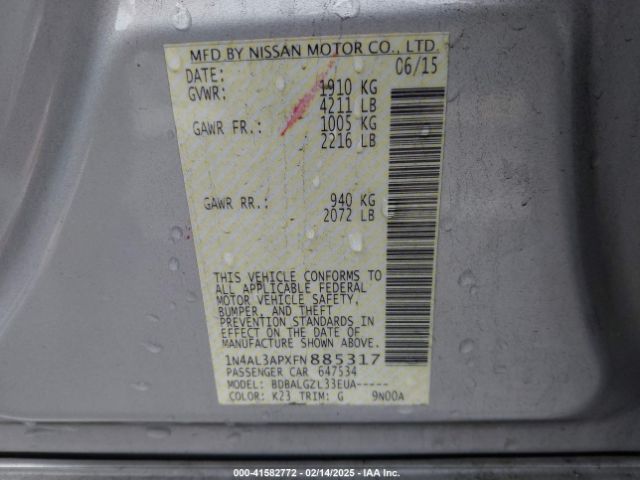 MFD BY NISSAN MOTOR CO., LTD.
DATE: 06/15
GVWR: 1910 KG
4211 LB
GAWR FR.: 1005 KG
2216 LB
GAWR RR.: 940 KG
2072 LB
THIS VEHICLE CONFORMS TO
ALL APPLICABLE FEDERAL
MOTOR VEHICLE SAFETY,
BUMPER, AND THEFT
PREVENTION STANDARDS IN
EFFECT ON THE DATE OF
MANUFACTURE SHOWN ABOVE.
1N4AL3APXFN885317
PASSENGER CAR 647534
MODEL: BDBALGZL33EUA-----
COLOR: K23 TRIM: G 9N00A
000-41582772 — 02/14/2025 — IAA Inc.